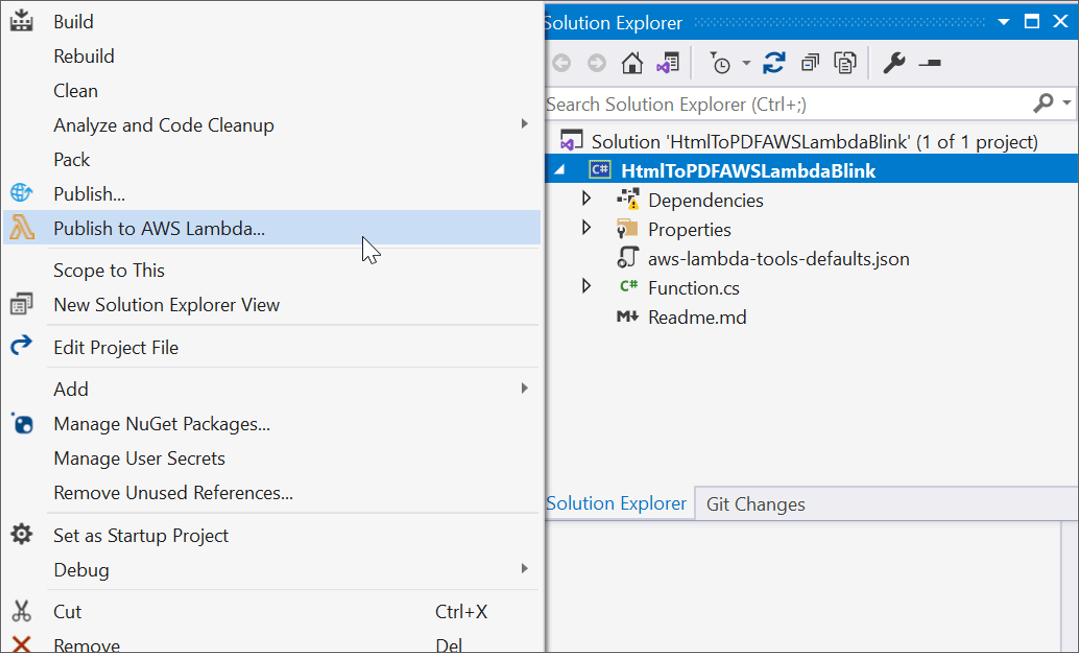 Build
Rebuild
Clean
Analyze and Code Cleanup
Pack
Publish...
Publish to AWS Lambda...
Scope to This
New Solution Explorer View
Edit Project File
Add
Manage NuGet Packages...
Manage User Secrets
Remove Unused References...
Set as Startup Project
Debug
Cut Ctrl+X
Remove Del
Solution Explorer
Search Solution Explorer (Ctrl+;)
Solution 'HtmlToPDFAWSLambdaBlink' (1 of 1 project)
C# HtmlToPDFAWSLambdaBlink
Dependencies
Properties
aws-lambda-tools-defaults.json
C# Function.cs
M Readme.md
Solution Explorer Git Changes